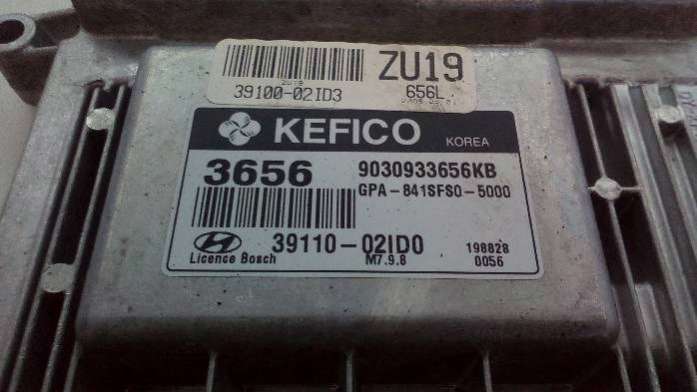 ZU19
39100-02ID3
656L
KEFICO
KOREA
3656
9030933656KB
GPA-841SFS0-5000
39110-02ID0
198828
Licence Bosch
M7.9.8
0056